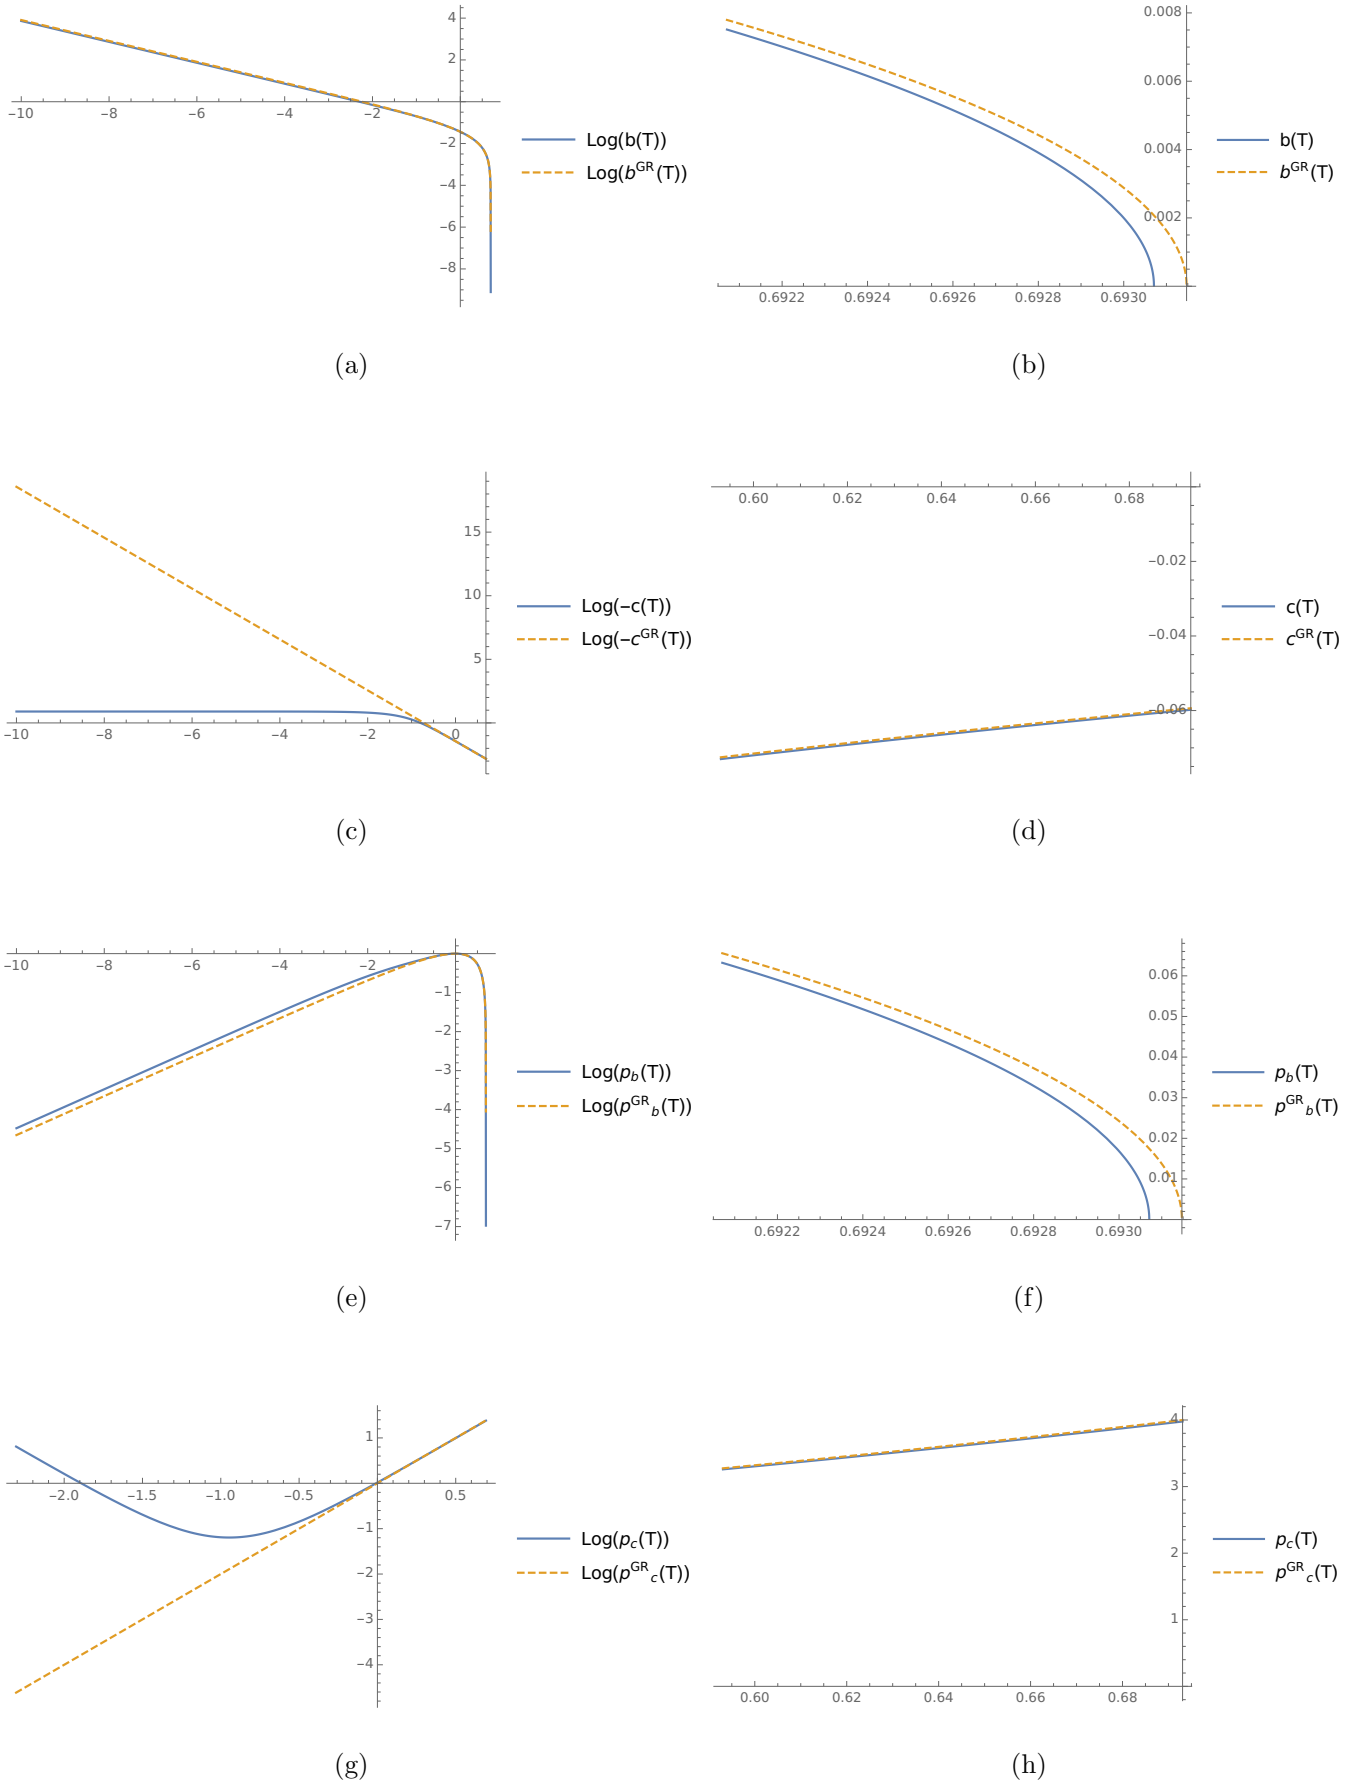 4
2
−10 −8 −6 −4 −2
−2
−4
−6
−8
Log(b(T))
Log(b^GR(T))
(a)
0.008
0.006
0.004
0.002
0.6922 0.6924 0.6926 0.6928 0.6930
b(T)
b^GR(T)
(b)
15
10
5
−10 −8 −6 −4 −2 0
Log(−c(T))
Log(−c^GR(T))
(c)
0.60 0.62 0.64 0.66 0.68
−0.02
−0.04
−0.06
c(T)
c^GR(T)
(d)
−10 −8 −6 −4 −2
−1
−2
−3
−4
−5
−6
−7
Log(p_b(T))
Log(p^GR_b(T))
(e)
0.06
0.05
0.04
0.03
0.02
0.01
0.6922 0.6924 0.6926 0.6928 0.6930
p_b(T)
p^GR_b(T)
(f)
1
−2.0 −1.5 −1.0 −0.5 0.5
−1
−2
−3
−4
Log(p_c(T))
Log(p^GR_c(T))
(g)
4
3
2
1
0.60 0.62 0.64 0.66 0.68
p_c(T)
p^GR_c(T)
(h)